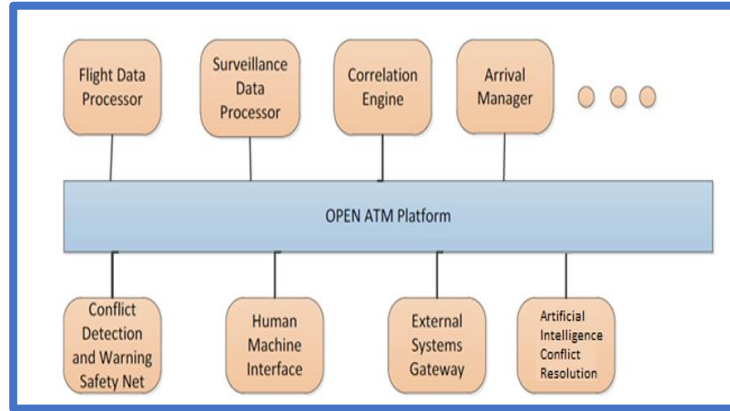 Flight Data
Processor
Surveillance
Data
Processor
Correlation
Engine
Arrival
Manager
OPEN ATM Platform
Conflict
Detection
and Warning
Safety Net
Human
Machine
Interface
External
Systems
Gateway
Artificial
Intelligence
Conflict
Resolution